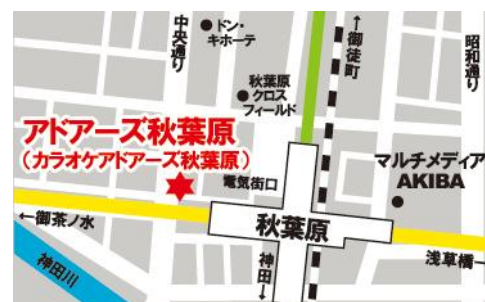 中央通り
ドン・
キホーテ
←御徒町
昭和通り
秋葉原
クロス
フィールド
アドアーズ秋葉原
(カラオケアドアーズ秋葉原)
電気街口
マルチメディア
AKIBA
←御茶ノ水
秋葉原
神田川
神田→
浅草橋→